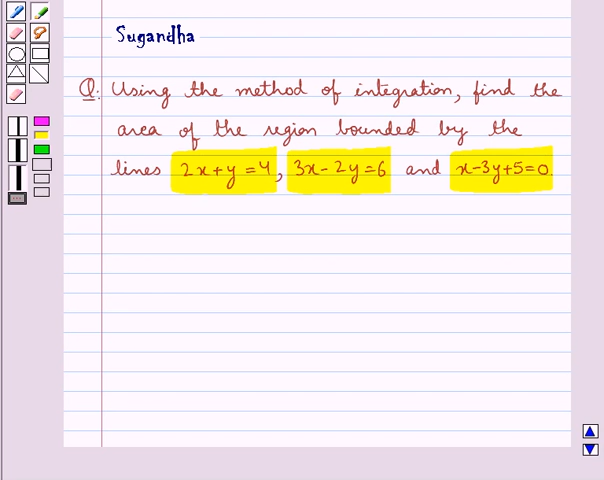 Sugandha
Q. Using the method of integration, find the
area of the region bounded by the
lines 2x+y=4, 3x-2y=6 and x-3y+5=0.